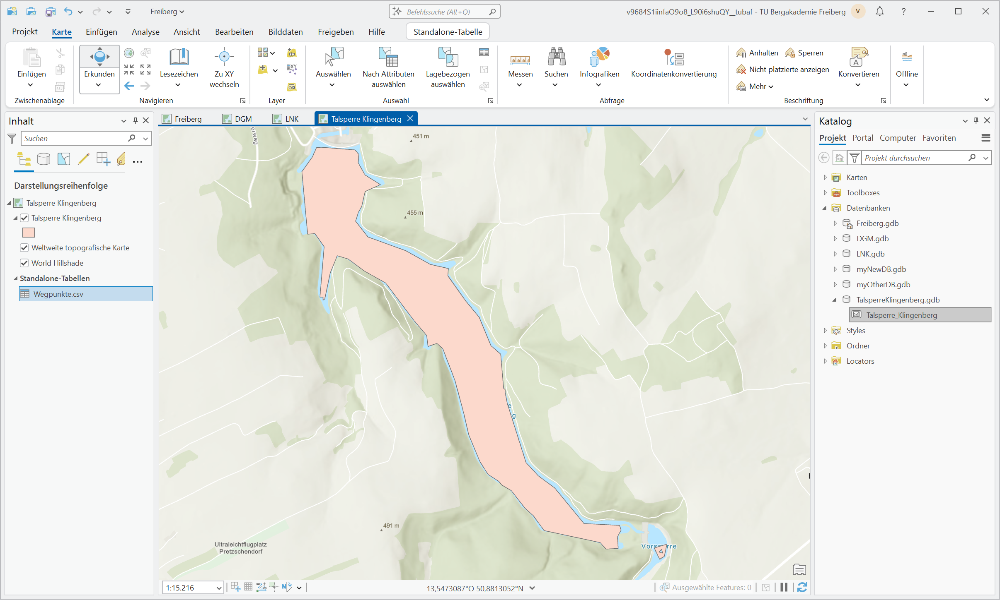 Freiberg
Befehlssuche (Alt+Q)
v9684S1iinfaO9o8_L90i6shuQY__tubaf - TU Bergakademie Freiberg
V
?
Projekt
Karte
Einfügen
Analyse
Ansicht
Bearbeiten
Bilddaten
Freigeben
Hilfe
Standalone-Tabelle
Einfügen
Zwischenablage
Erkunden
Lesezeichen
Zu XY
wechseln
Navigieren
XY
Layer
Auswählen
Nach Attributen
auswählen
Lagebezogen
auswählen
Auswahl
Messen
Suchen
Infografiken
Koordinatenkonvertierung
Abfrage
Anhalten
Sperren
Nicht platzierte anzeigen
Mehr
A
Konvertieren
Beschriftung
Offline
Inhalt
Suchen
Darstellungsreihenfolge
Talsperre Klingenberg
Talsperre Klingenberg
Weltweite topografische Karte
World Hillshade
Standalone-Tabellen
Wegpunkte.csv
Freiberg
DGM
LNK
Talsperre Klingenberg
erweg
451 m
455 m
e
g
491 m
Ultraleichtflugplatz
Pretzschendorf
Vorsperre
1:15.216
N
13,5473087°O 50,8813052°N
Ausgewählte Features: 0
Katalog
Projekt
Portal
Computer
Favoriten
Projekt durchsuchen
Karten
Toolboxes
Datenbanken
Freiberg.gdb
DGM.gdb
LNK.gdb
myNewDB.gdb
myOtherDB.gdb
TalsperreKlingenberg.gdb
Talsperre_Klingenberg
Styles
Ordner
Locators